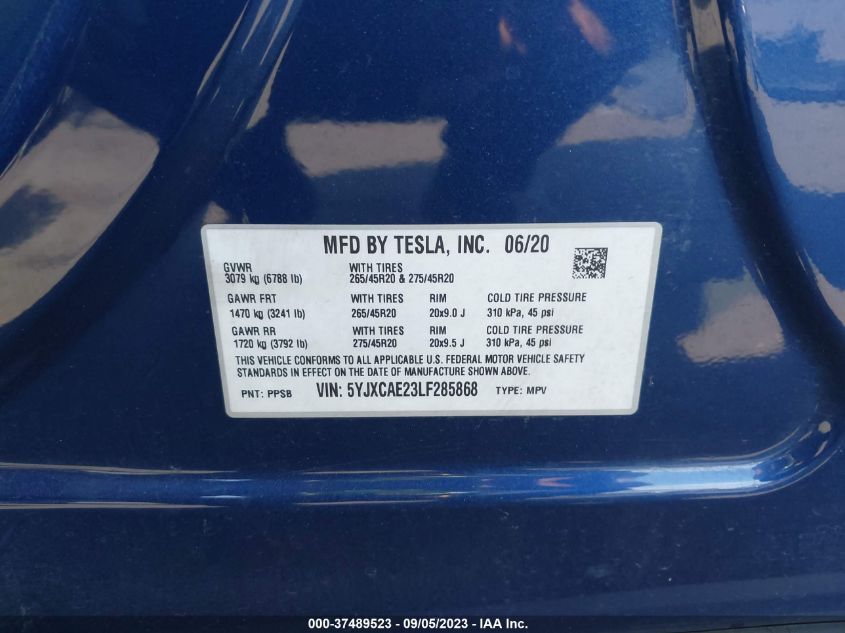 MFD BY TESLA, INC. 06/20
GVWR WITH TIRES
3079 kg (6788 lb) 265/45R20 & 275/45R20
GAWR FRT WITH TIRES RIM COLD TIRE PRESSURE
1470 kg (3241 lb) 265/45R20 20x9.0 J 310 kPa, 45 psi
GAWR RR WITH TIRES RIM COLD TIRE PRESSURE
1720 kg (3792 lb) 275/45R20 20x9.5 J 310 kPa, 45 psi
THIS VEHICLE CONFORMS TO ALL APPLICABLE U.S. FEDERAL MOTOR VEHICLE SAFETY
STANDARDS IN EFFECT ON THE DATE OF MANUFACTURE SHOWN ABOVE.
PNT: PPSB VIN: 5YJXCAE23LF285868 TYPE: MPV
000-37489523 - 09/05/2023 - IAA Inc.